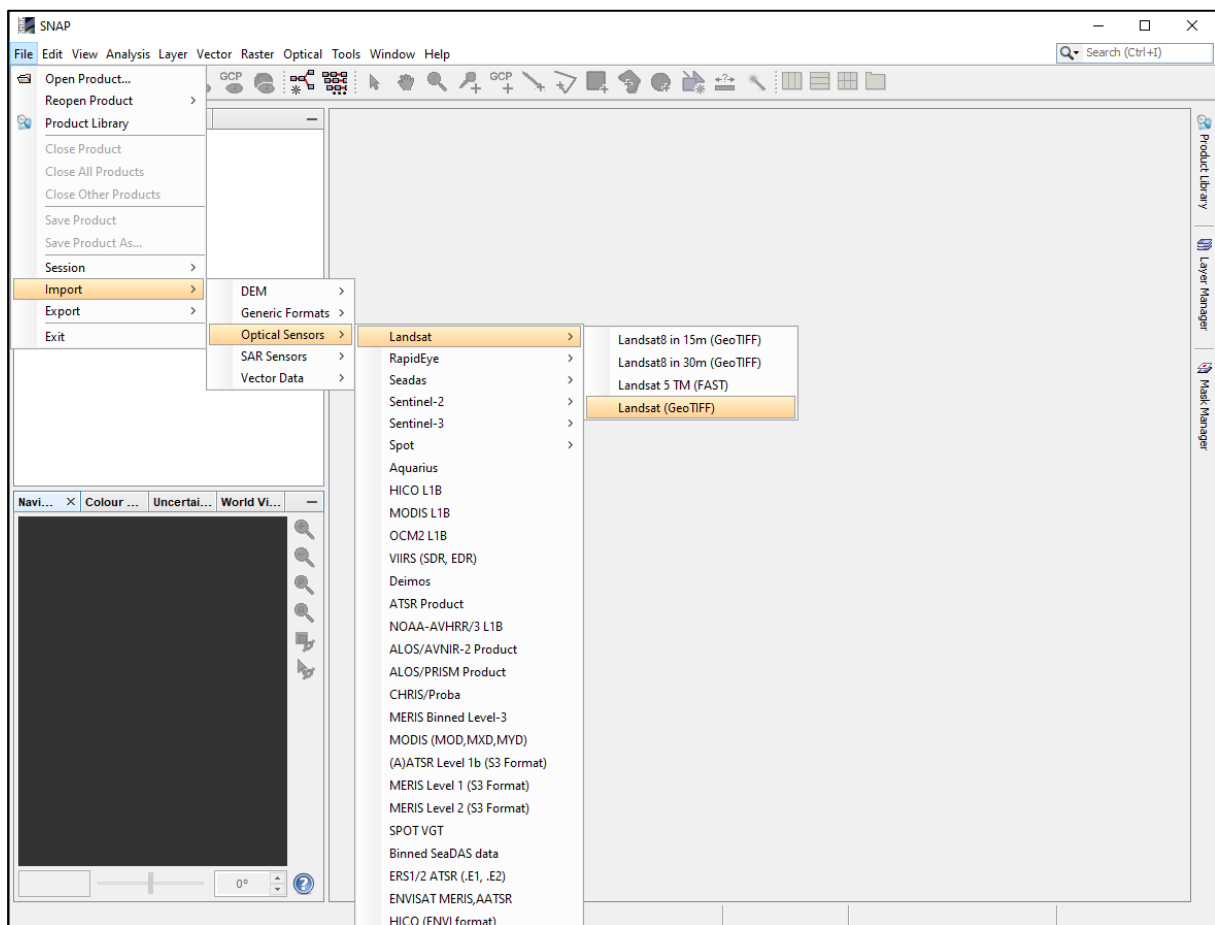 SNAP
File Edit View Analysis Layer Vector Raster Optical Tools Window Help
Search (Ctrl+I)
GCP
GCP
Open Product...
Reopen Product
Product Library
Close Product
Close All Products
Close Other Products
Save Product
Save Product As...
Session
Import
Export
Exit
DEM
Generic Formats
Optical Sensors
SAR Sensors
Vector Data
Landsat
RapidEye
Seadas
Sentinel-2
Sentinel-3
Spot
Aquarius
HICO L1B
MODIS L1B
OCM2 L1B
VIIRS (SDR, EDR)
Deimos
ATSR Product
NOAA-AVHRR/3 L1B
ALOS/AVNIR-2 Product
ALOS/PRISM Product
CHRIS/Proba
MERIS Binned Level-3
MODIS (MOD,MXD,MYD)
(A)ATSR Level 1b (S3 Format)
MERIS Level 1 (S3 Format)
MERIS Level 2 (S3 Format)
SPOT VGT
Binned SeaDAS data
ERS1/2 ATSR (.E1, .E2)
ENVISAT MERIS,AATSR
HICO (ENVI format)
Landsat8 in 15m (GeoTIFF)
Landsat8 in 30m (GeoTIFF)
Landsat 5 TM (FAST)
Landsat (GeoTIFF)
Product Library
Layer Manager
Mask Manager
Navi... Colour ... Uncertai... World Vi...
0°